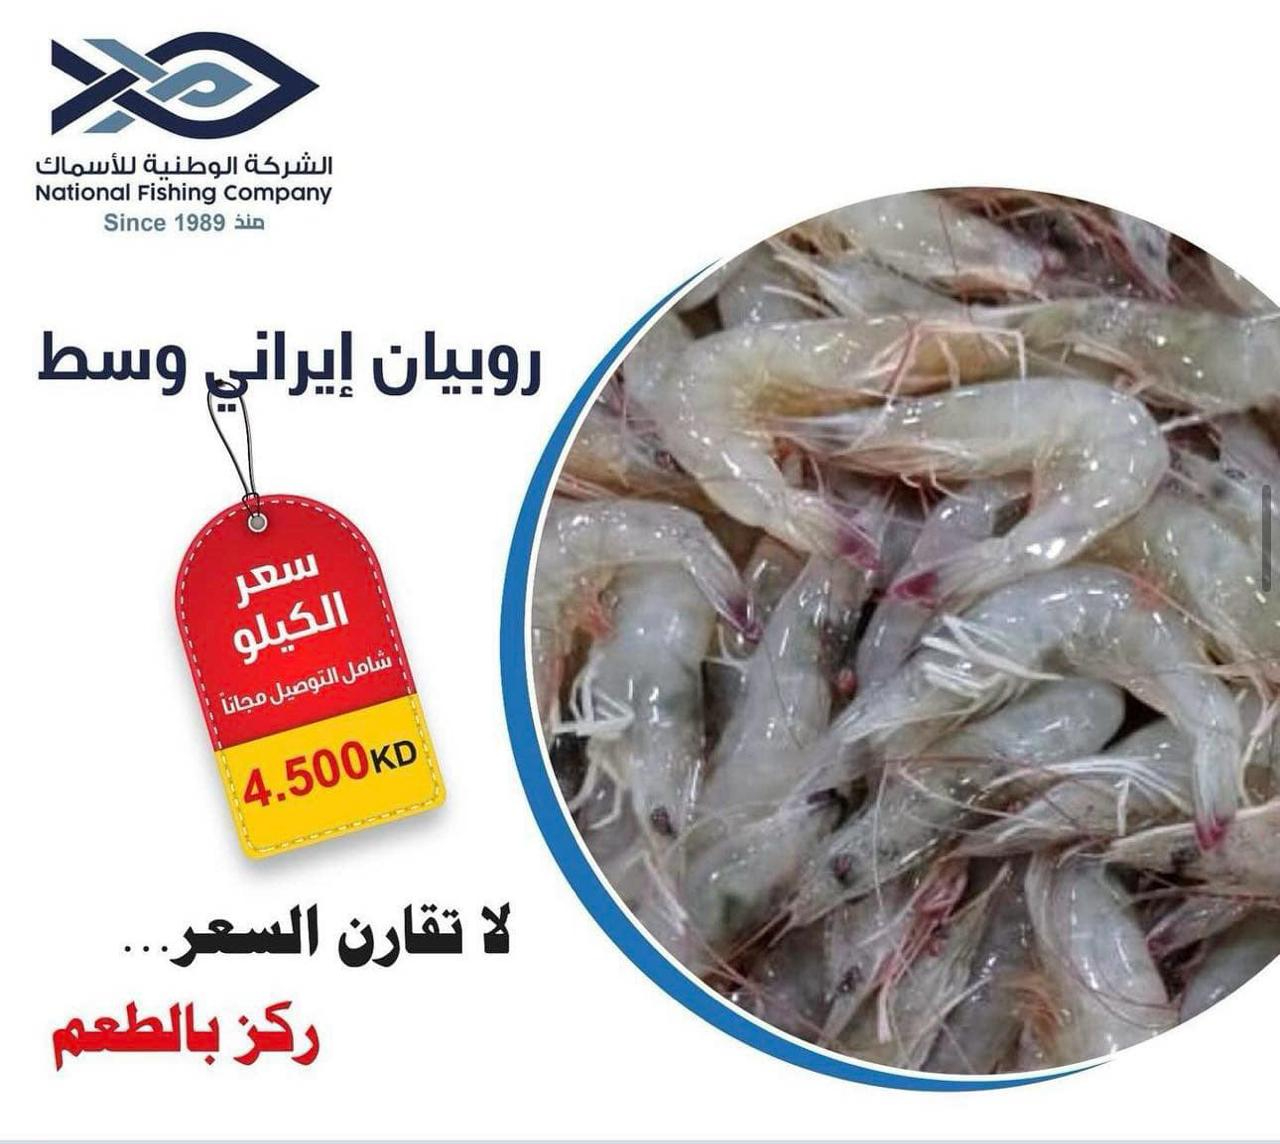 الشركة الوطنية للأسماك
National Fishing Company
Since 1989 منذ
روبيان إيراني وسط
سعر
الكيلو
شامل التوصيل مجاناً
4.500KD
لا تقارن السعر...
ركز بالطعم